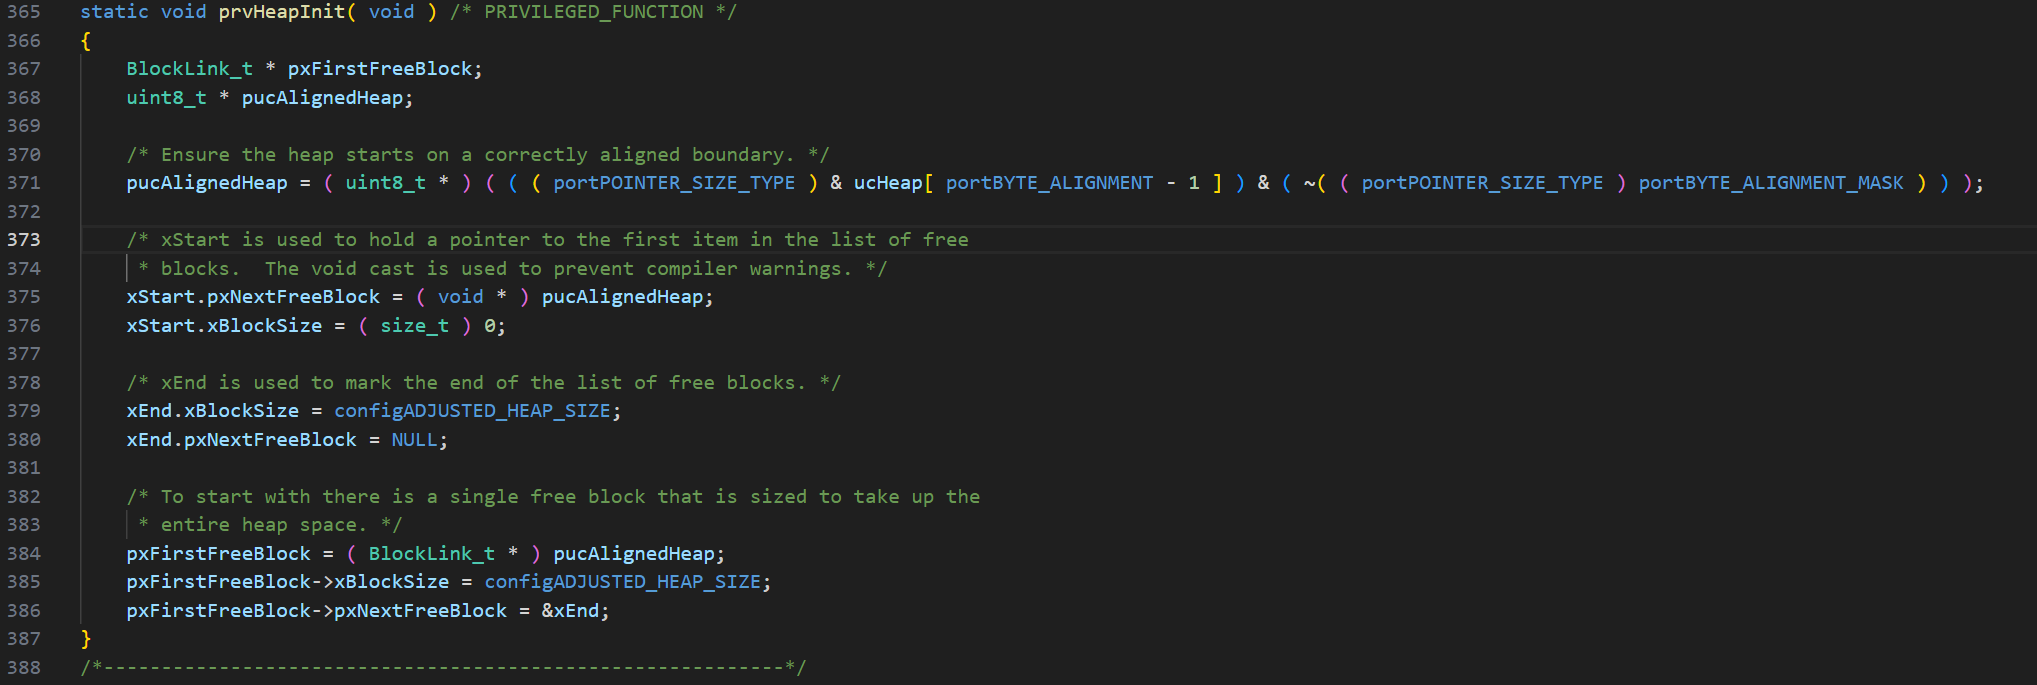 365 static void prvHeapInit( void ) /* PRIVILEGED_FUNCTION */
366 {
367     BlockLink_t * pxFirstFreeBlock;
368     uint8_t * pucAlignedHeap;
369
370     /* Ensure the heap starts on a correctly aligned boundary. */
371     pucAlignedHeap = ( uint8_t * ) ( ( ( portPOINTER_SIZE_TYPE ) & ucHeap[ portBYTE_ALIGNMENT - 1 ] ) & ( ~( ( portPOINTER_SIZE_TYPE ) portBYTE_ALIGNMENT_MASK ) ) );
372
373     /* xStart is used to hold a pointer to the first item in the list of free
374      * blocks.  The void cast is used to prevent compiler warnings. */
375     xStart.pxNextFreeBlock = ( void * ) pucAlignedHeap;
376     xStart.xBlockSize = ( size_t ) 0;
377
378     /* xEnd is used to mark the end of the list of free blocks. */
379     xEnd.xBlockSize = configADJUSTED_HEAP_SIZE;
380     xEnd.pxNextFreeBlock = NULL;
381
382     /* To start with there is a single free block that is sized to take up the
383      * entire heap space. */
384     pxFirstFreeBlock = ( BlockLink_t * ) pucAlignedHeap;
385     pxFirstFreeBlock->xBlockSize = configADJUSTED_HEAP_SIZE;
386     pxFirstFreeBlock->pxNextFreeBlock = &xEnd;
387 }
388 /*-----------------------------------------------------------*/